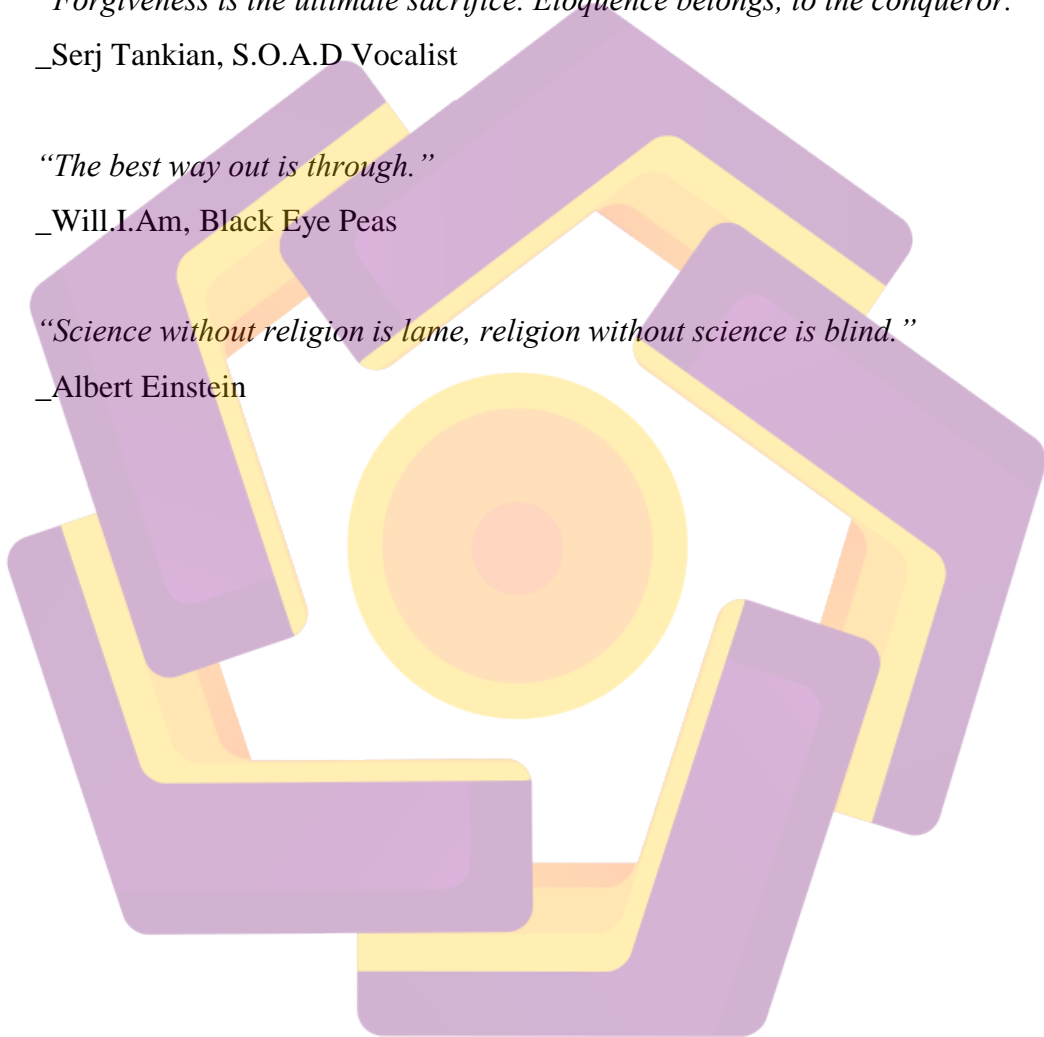 Forgiveness is the ultimate sacrifice. Eloquence belongs, to the conqueror.
_Serj Tankian, S.O.A.D Vocalist
“The best way out is through.”
_Will.I.Am, Black Eye Peas
“Science without religion is lame, religion without science is blind.”
_Albert Einstein